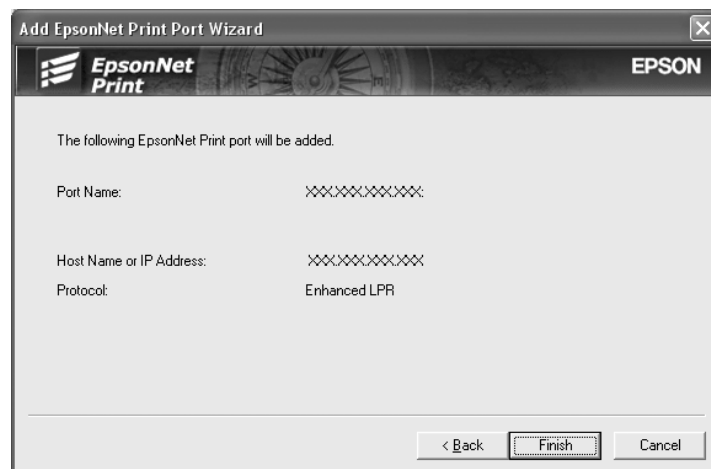 Add EpsonNet Print Port Wizard
EpsonNet
Print
EPSON
The following EpsonNet Print port will be added.
Port Name: XXX.XXX.XXX.XXX:
Host Name or IP Address: XXX.XXX.XXX.XXX
Protocol: Enhanced LPR
< Back Finish Cancel